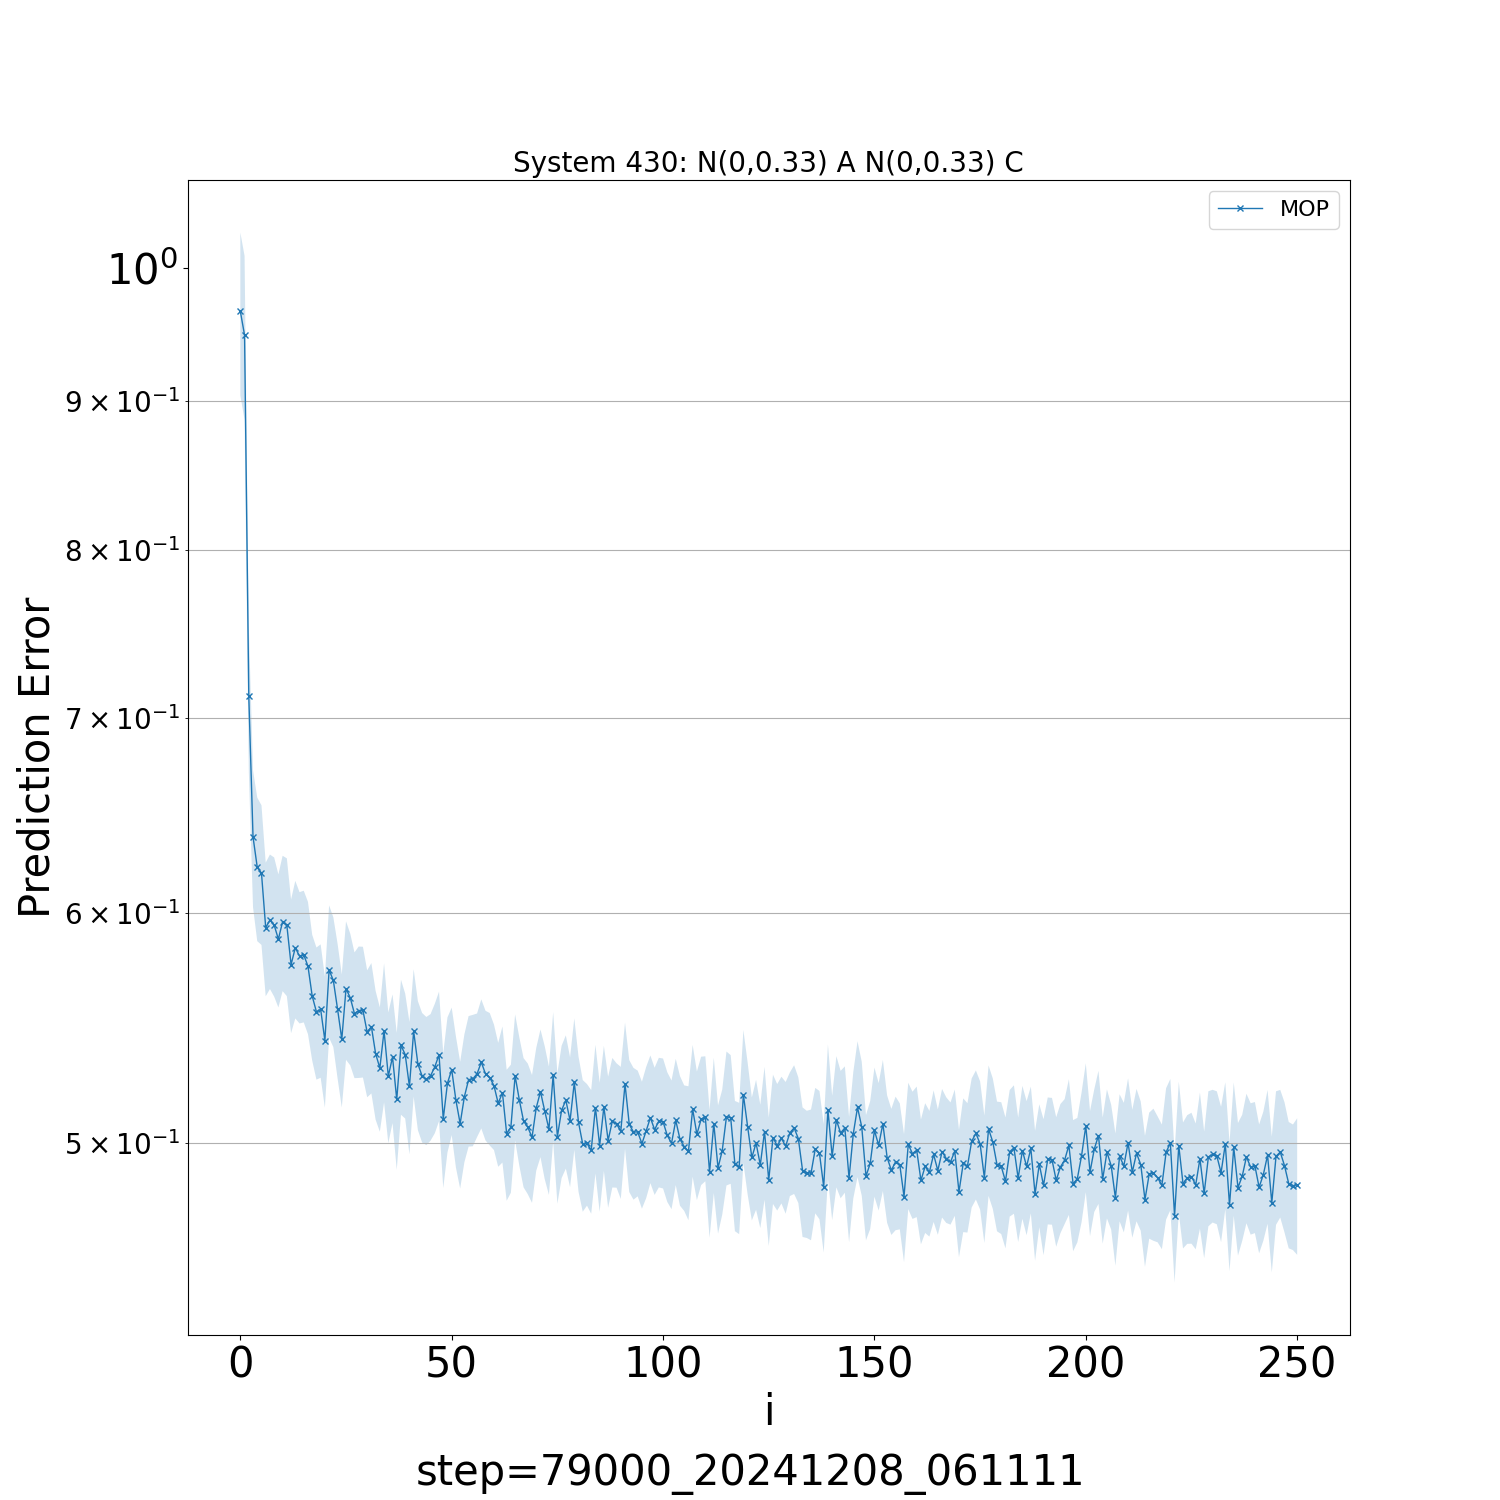 System 430: N(0,0.33) A N(0,0.33) C
MOP
10⁰
9 × 10⁻¹
8 × 10⁻¹
7 × 10⁻¹
6 × 10⁻¹
5 × 10⁻¹
Prediction Error
0 50 100 150 200 250
i
step=79000_20241208_061111